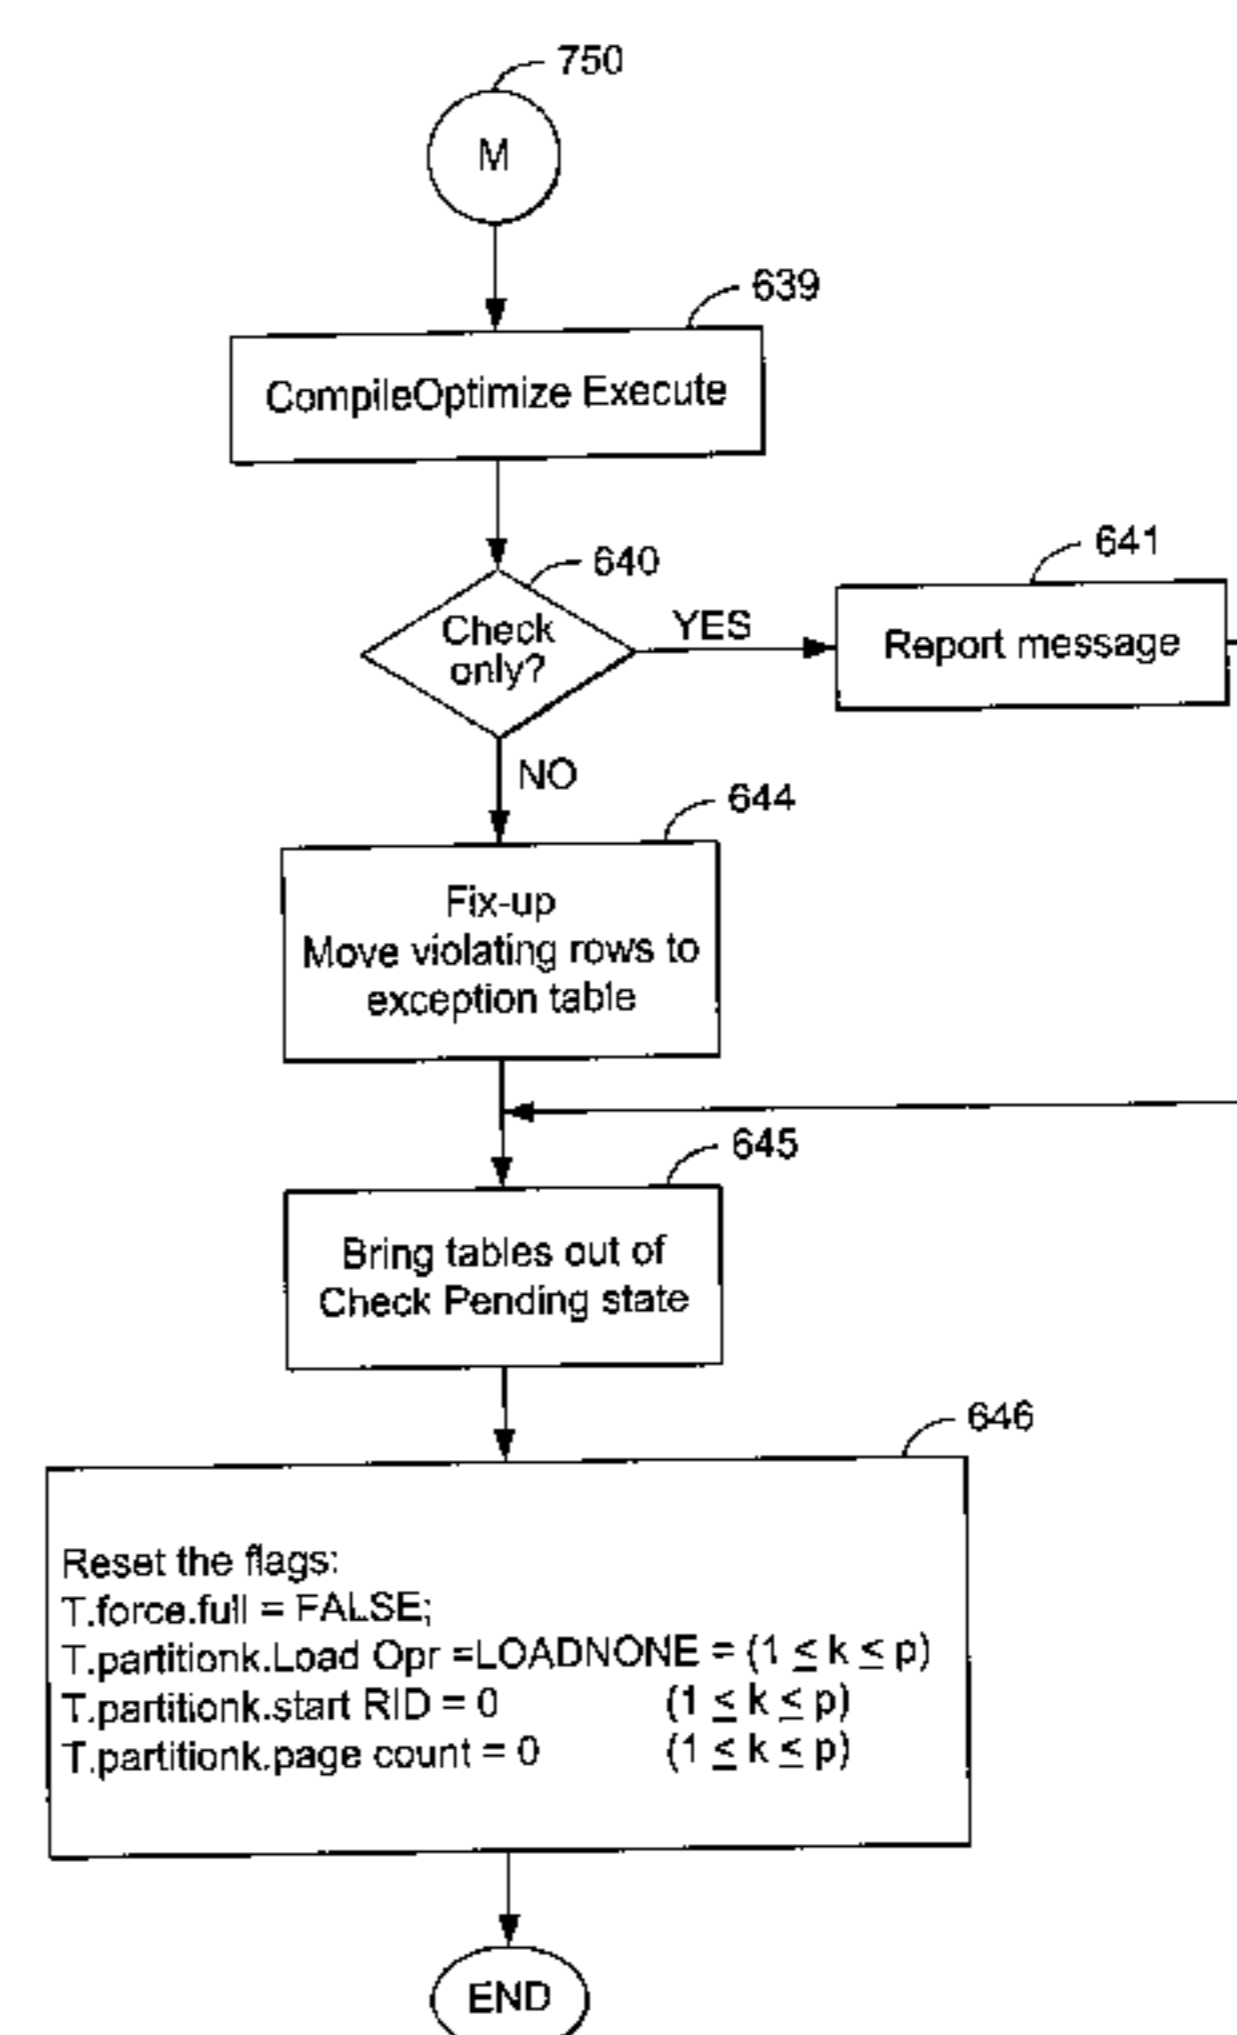 750
M
639
CompileOptimize Execute
640
Check
only?
YES
641
Report message
NO
644
Fix-up
Move violating rows to
exception table
645
Bring tables out of
Check Pending state
646
Reset the flags:
T.force.full = FALSE;
T.partitionk.Load Opr =LOADNONE = (1 ≤ k ≤ p)
T.partitionk.start RID = 0 (1 ≤ k ≤ p)
T.partitionk.page count = 0 (1 ≤ k ≤ p)
END